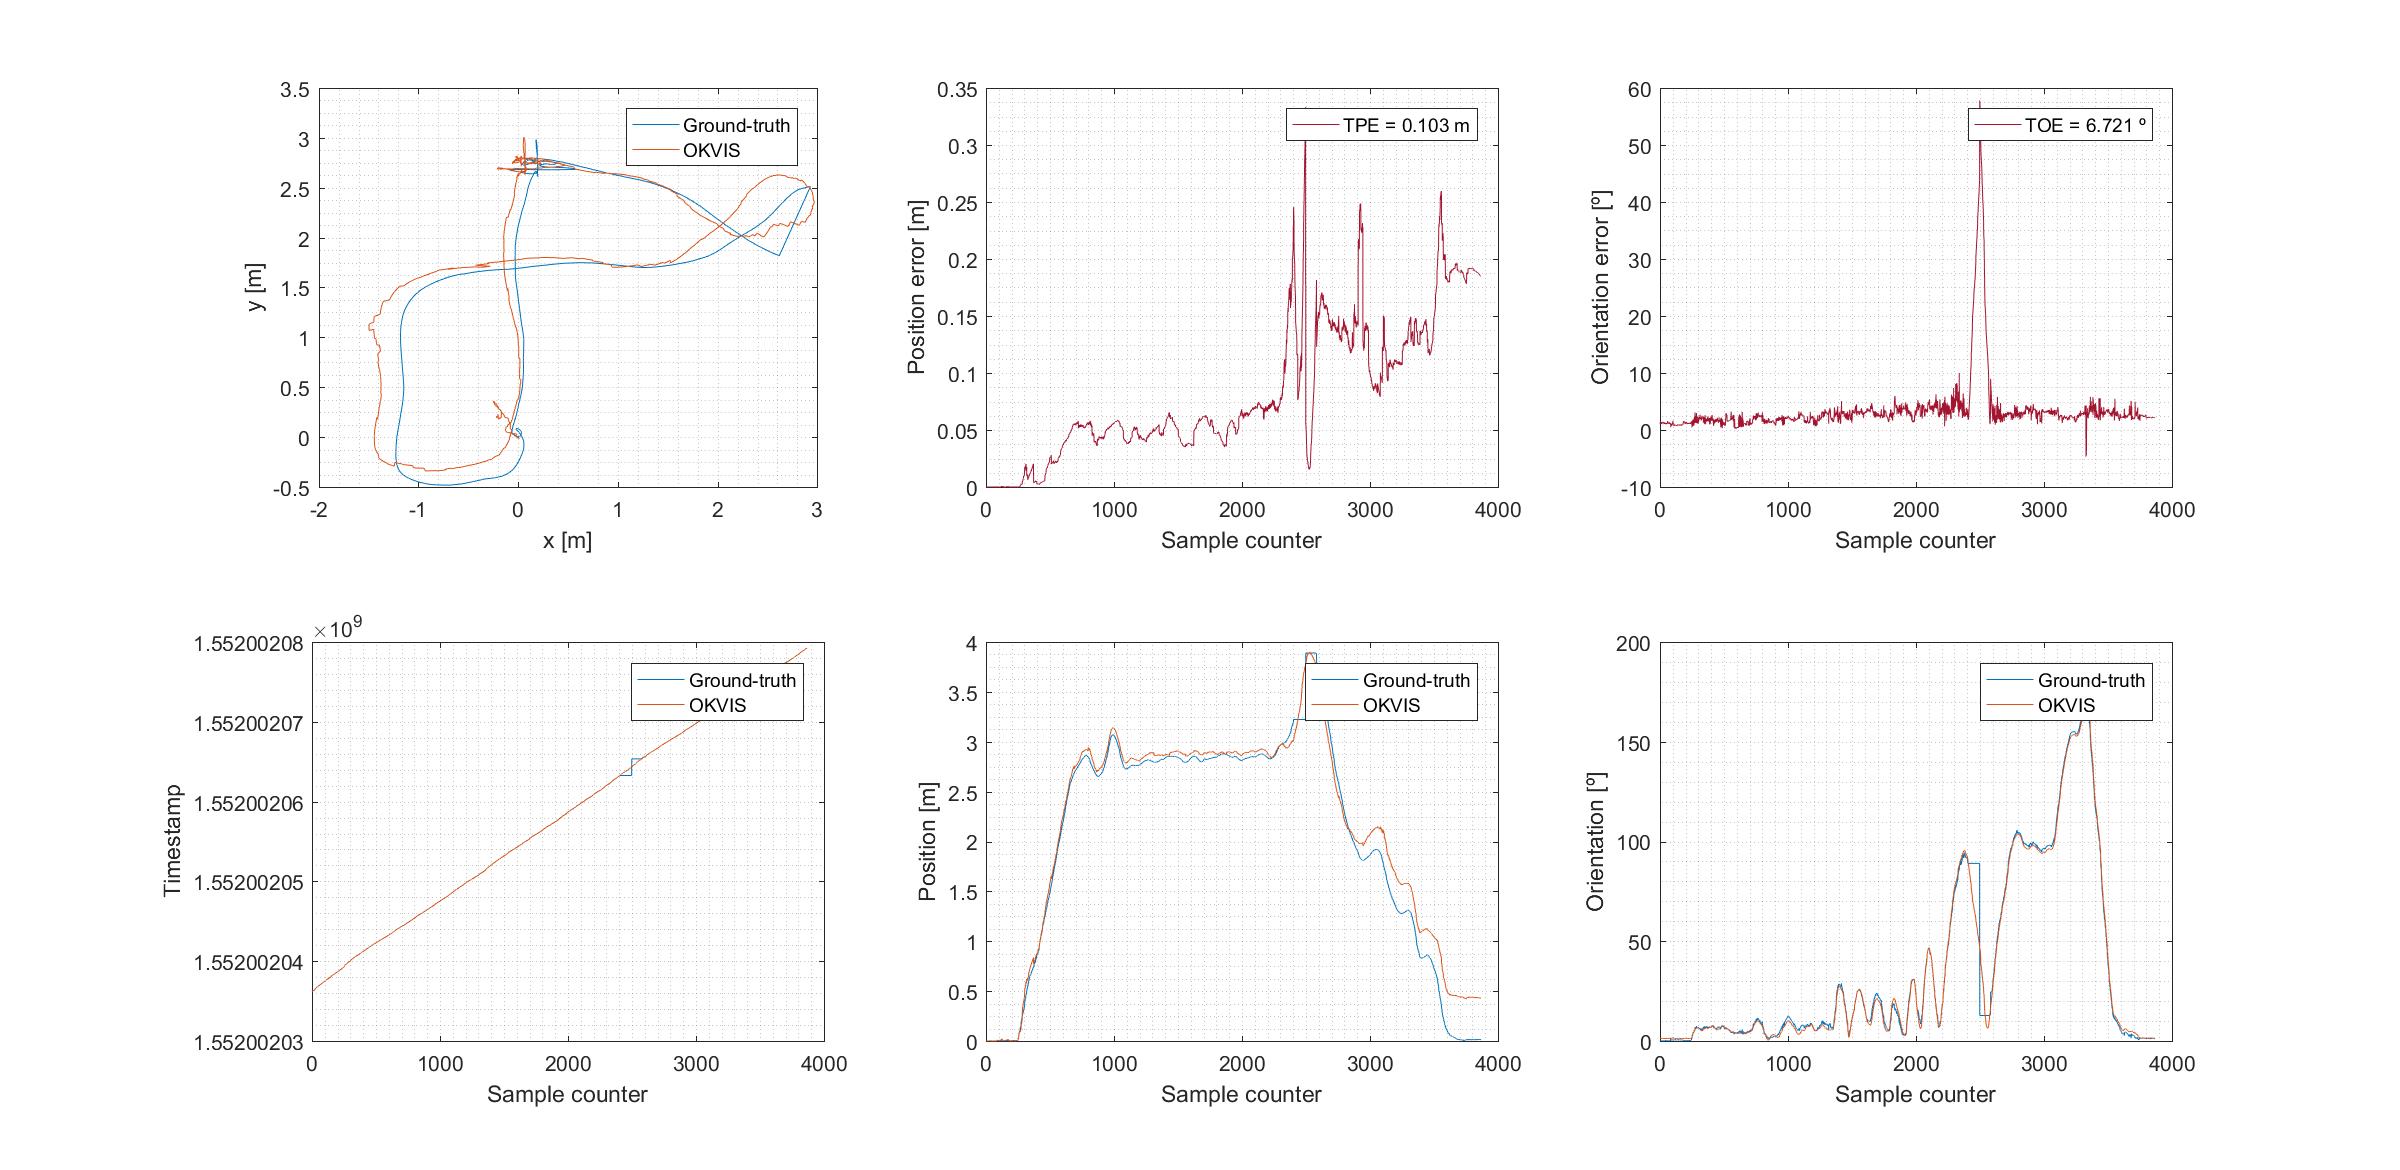 3.5
3
2.5
2
1.5
1
0.5
0
-0.5
-2 -1 0 1 2 3
y [m]
x [m]
Ground-truth
OKVIS
0.35
0.3
0.25
0.2
0.15
0.1
0.05
0
0 1000 2000 3000 4000
Position error [m]
Sample counter
TPE = 0.103 m
60
50
40
30
20
10
0
-10
0 1000 2000 3000 4000
Orientation error [º]
Sample counter
TOE = 6.721 º
×10⁹
1.55200208
1.55200207
1.55200206
1.55200205
1.55200204
1.55200203
0 1000 2000 3000 4000
Timestamp
Sample counter
Ground-truth
OKVIS
4
3.5
3
2.5
2
1.5
1
0.5
0
0 1000 2000 3000 4000
Position [m]
Sample counter
Ground-truth
OKVIS
200
150
100
50
0
0 1000 2000 3000 4000
Orientation [º]
Sample counter
Ground-truth
OKVIS